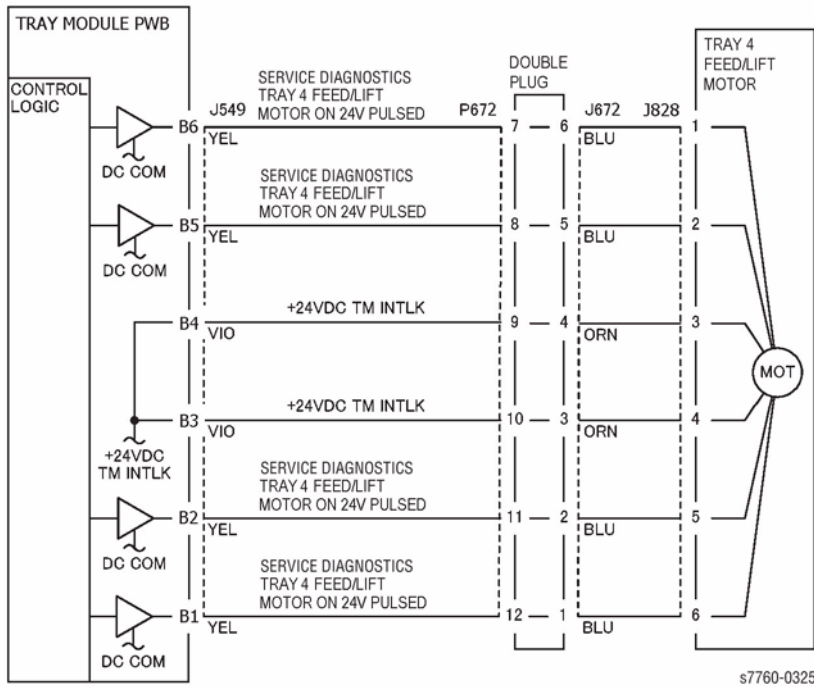 TRAY MODULE PWB
CONTROL
LOGIC
DOUBLE
PLUG
TRAY 4
FEED/LIFT
MOTOR
SERVICE DIAGNOSTICS
TRAY 4 FEED/LIFT
MOTOR ON 24V PULSED
B6 J549 P672 7 6 J672 J828 1
YEL BLU
DC COM
SERVICE DIAGNOSTICS
TRAY 4 FEED/LIFT
MOTOR ON 24V PULSED
B5 8 5 2
YEL BLU
DC COM
+24VDC TM INTLK
B4 9 4 3
VIO ORN
MOT
+24VDC TM INTLK
B3 10 3 4
VIO ORN
+24VDC
TM INTLK
SERVICE DIAGNOSTICS
TRAY 4 FEED/LIFT
MOTOR ON 24V PULSED
B2 11 2 5
YEL BLU
DC COM
SERVICE DIAGNOSTICS
TRAY 4 FEED/LIFT
MOTOR ON 24V PULSED
B1 12 1 6
YEL BLU
DC COM
s7760-0325